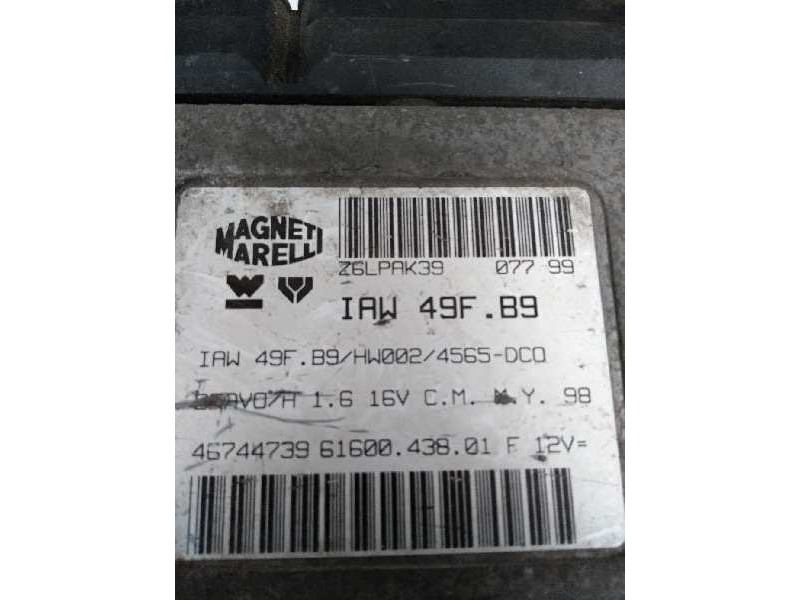 MAGNETI
MARELLI
Z6LPAK39 077 99
IAW 49F.B9
IAW 49F.B9/HW002/4565-DCO
BRAVO/A 1.6 16V C.M. M.Y. 98
46744739 61600.438.01 F 12V=